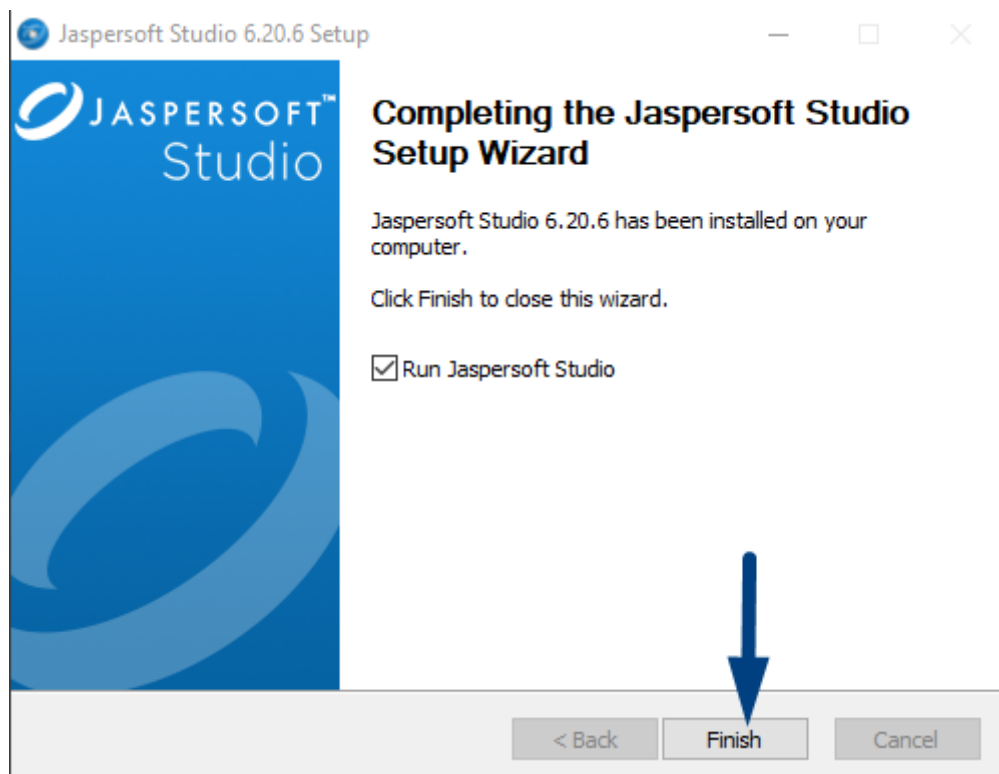 Jaspersoft Studio 6.20.6 Setup
JASPERSOFT™
Studio
Completing the Jaspersoft Studio
Setup Wizard
Jaspersoft Studio 6.20.6 has been installed on your
computer.
Click Finish to close this wizard.
Run Jaspersoft Studio
< Back
Finish
Cancel